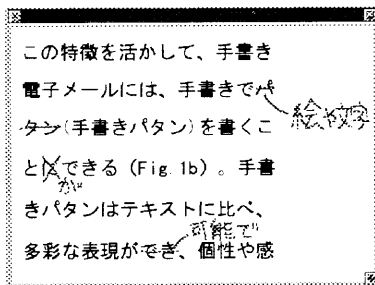 この特徴を活かして、手書き
電子メールには、手書きでパ
絵や文字
タン(手書きパタン)を書くこ
とはできる (Fig. 1b)。手書
が
きパタンはテキストに比べ、
可能で
多彩な表現ができ、個性や感